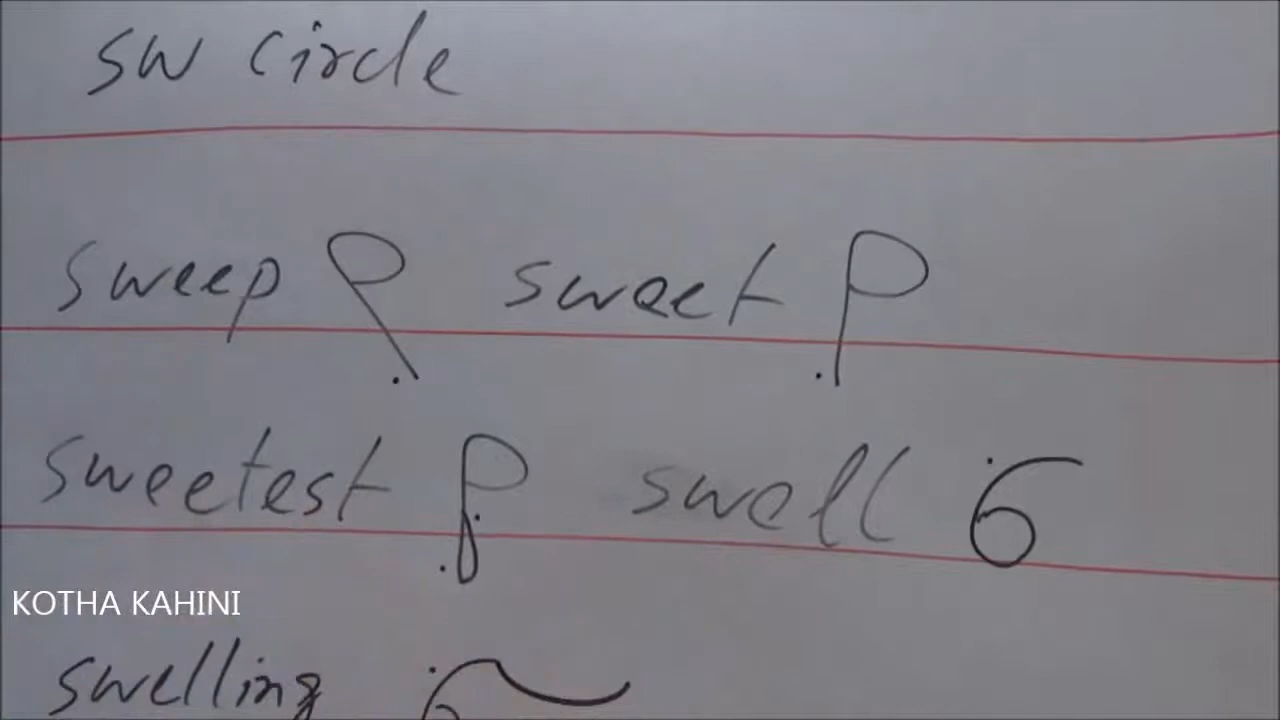 sw circle
sweep sweet
sweetest swell
KOTHA KAHINI
swelling